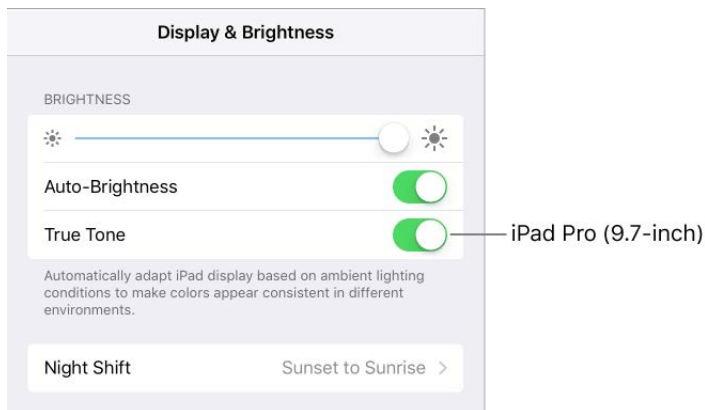 Display & Brightness
BRIGHTNESS
Auto-Brightness
True Tone
iPad Pro (9.7-inch)
Automatically adapt iPad display based on ambient lighting
conditions to make colors appear consistent in different
environments.
Night Shift Sunset to Sunrise >